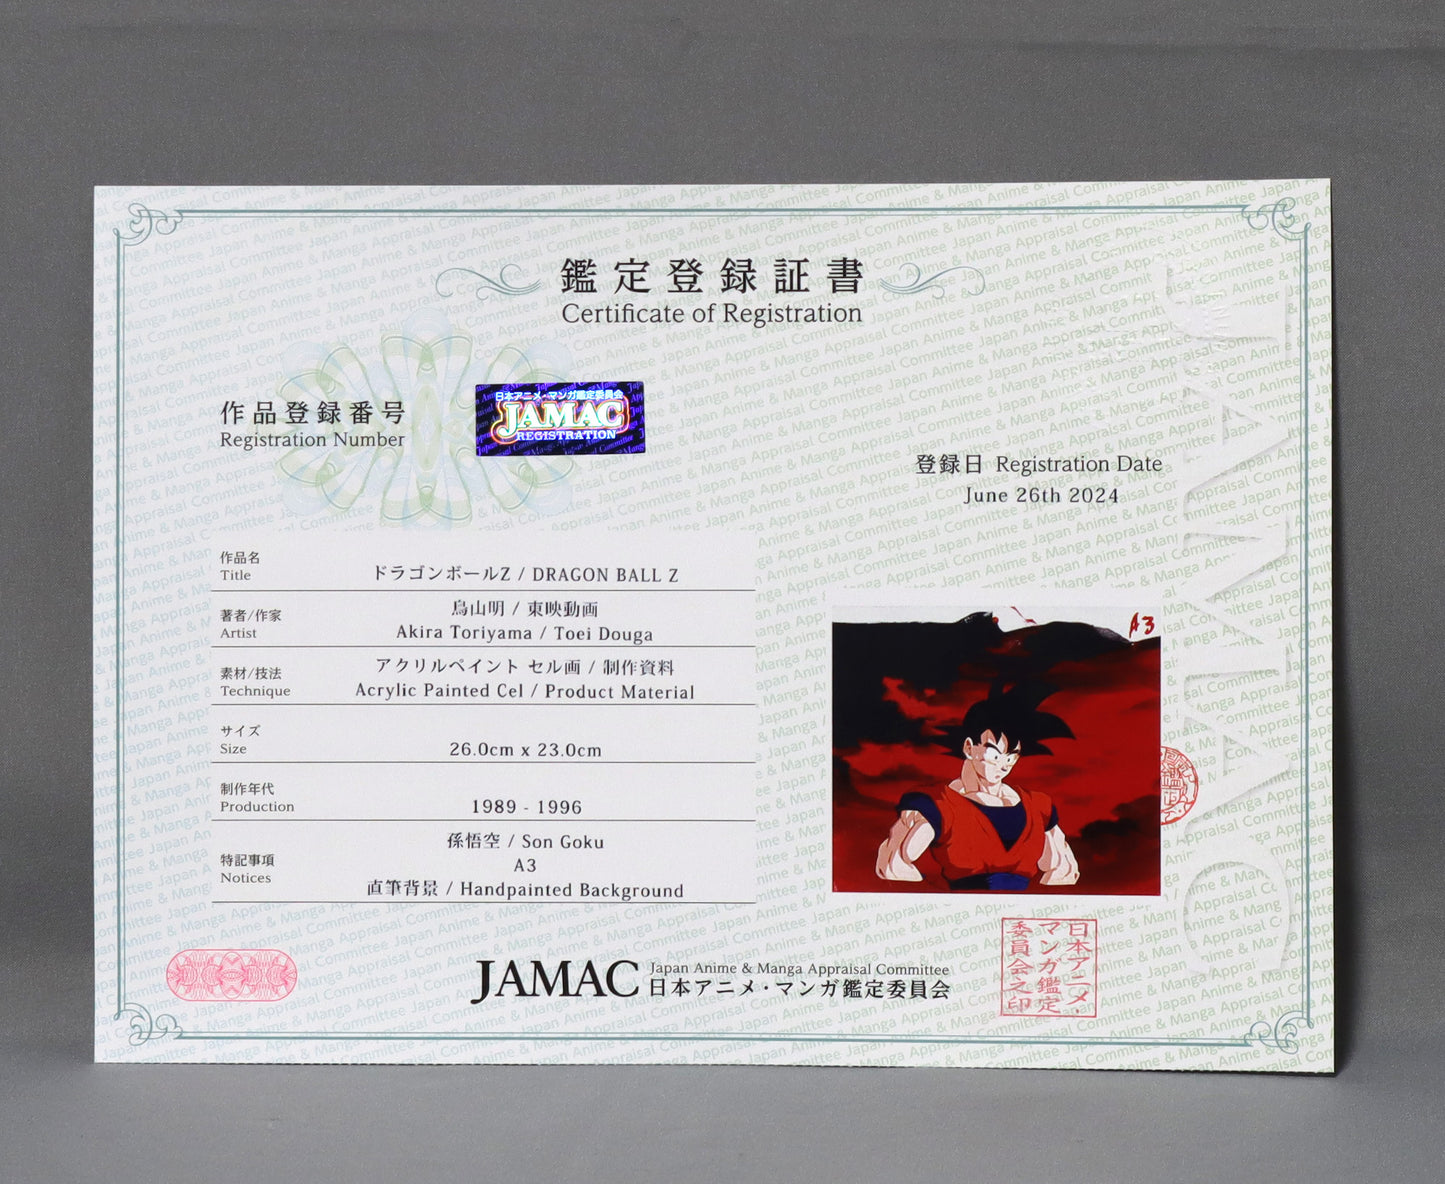 鑑定登録証書
Certificate of Registration
作品登録番号
Registration Number
日本アニメ・マンガ鑑定委員会
JAMAC
REGISTRATION
登録日 Registration Date
June 26th 2024
作品名
Title
ドラゴンボールZ / DRAGON BALL Z
著者/作家
Artist
鳥山明 / 東映動画
Akira Toriyama / Toei Douga
素材/技法
Technique
アクリルペイント セル画 / 制作資料
Acrylic Painted Cel / Product Material
サイズ
Size
26.0cm x 23.0cm
制作年代
Production
1989 - 1996
特記事項
Notices
孫悟空 / Son Goku
A3
直筆背景 / Handpainted Background
A3
JAMAC
JAMAC
Japan Anime & Manga Appraisal Committee
日本アニメ・マンガ鑑定委員会
日本アニメ・
マンガ鑑定
委員会之印